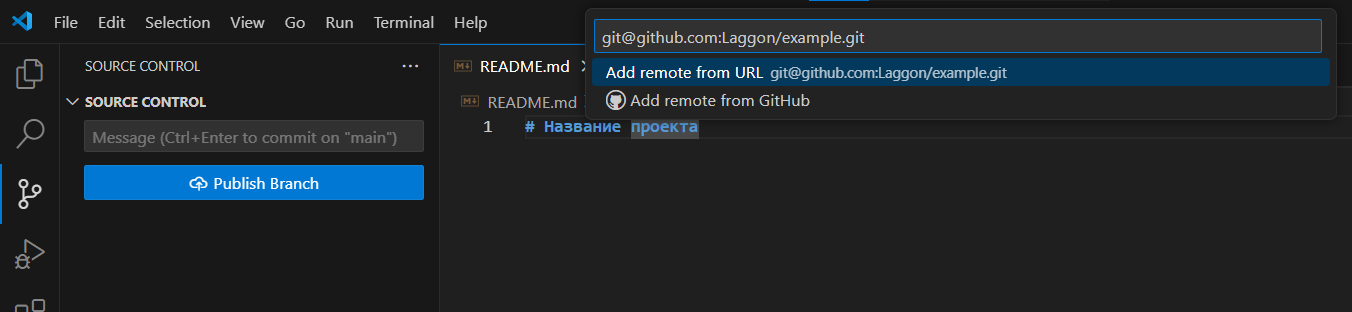 File Edit Selection View Go Run Terminal Help
git@github.com:Laggon/example.git
Add remote from URL git@github.com:Laggon/example.git
Add remote from GitHub
SOURCE CONTROL ···
SOURCE CONTROL
Message (Ctrl+Enter to commit on "main")
Publish Branch
README.md
README.md
1 # Название проекта